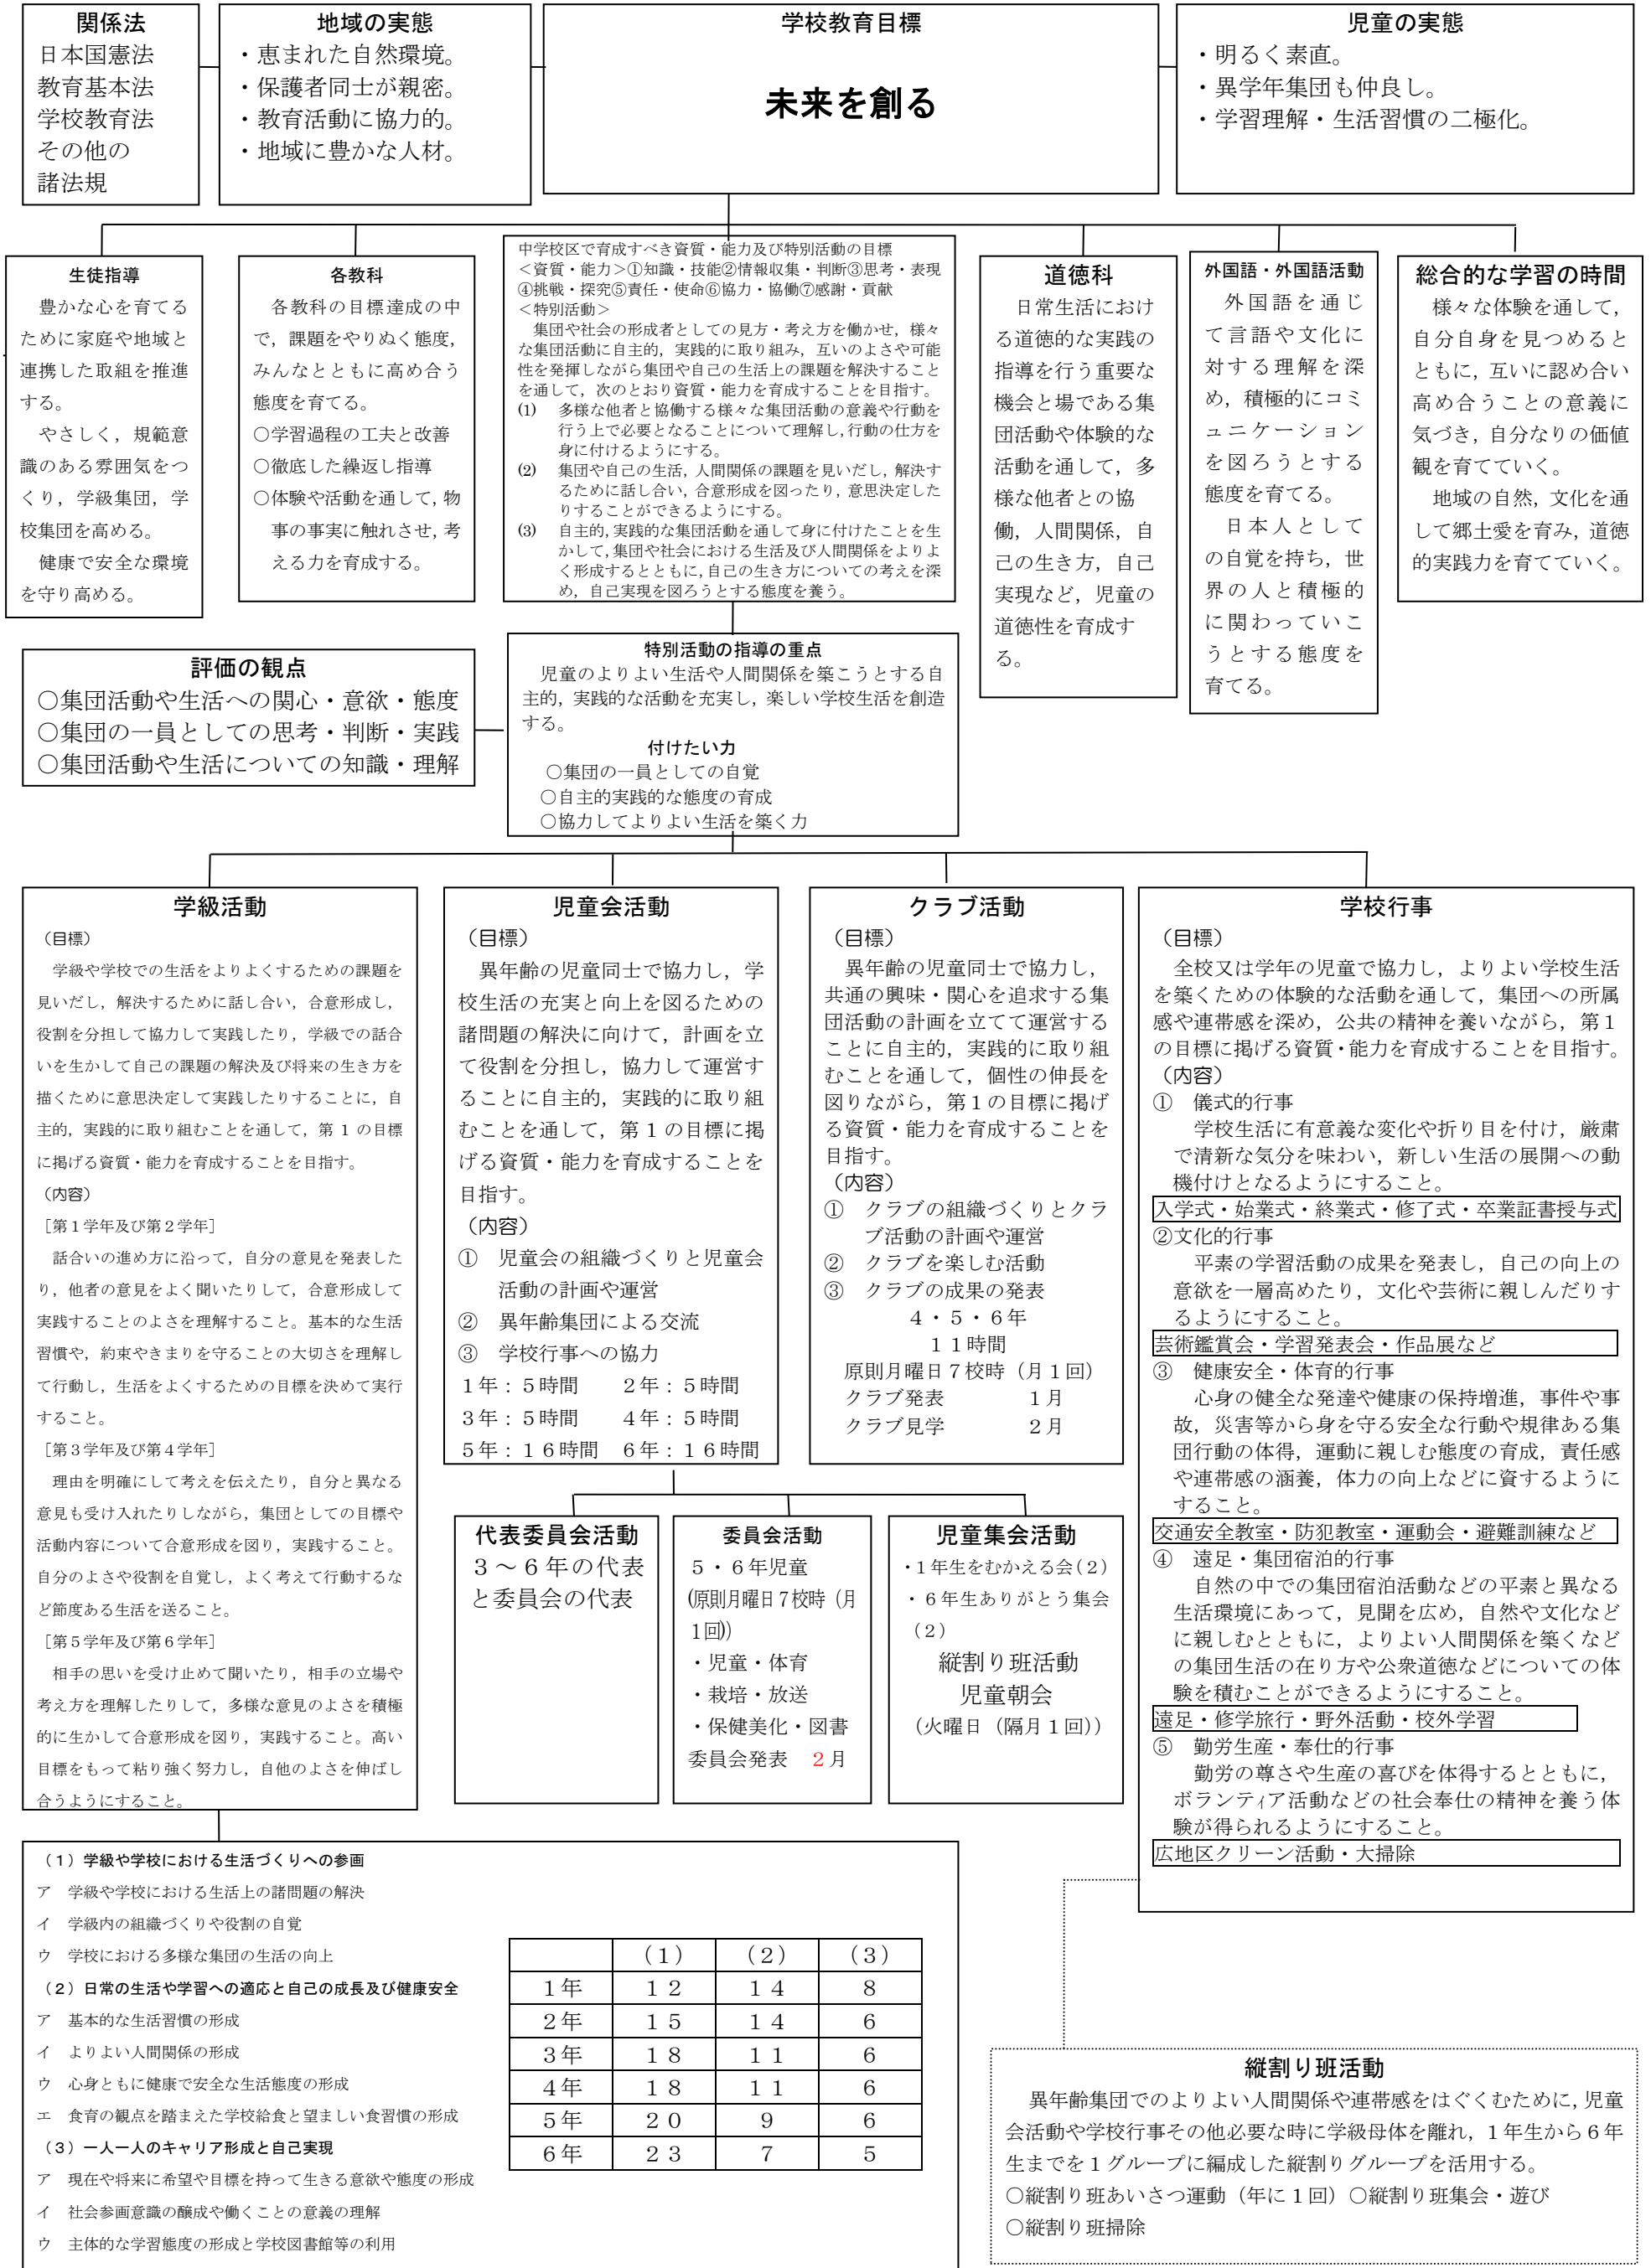 関係法
日本国憲法
教育基本法
学校教育法
その他の
諸法規
地域の実態
・恵まれた自然環境。
・保護者同士が親密。
・教育活動に協力的。
・地域に豊かな人材。
学校教育目標
未来を創る
児童の実態
・明るく素直。
・異学年集団も仲良し。
・学習理解・生活習慣の二極化。
生徒指導
豊かな心を育てる
ために家庭や地域と
連携した取組を推進
する。
やさしく，規範意
識のある雰囲気をつ
くり，学級集団，学
校集団を高める。
健康で安全な環境
を守り高める。
各教科
各教科の目標達成の中
で，課題をやりぬく態度，
みんなとともに高め合う
態度を育てる。
○学習過程の工夫と改善
○徹底した繰返し指導
○体験や活動を通して，物
事の事実に触れさせ，考
える力を育成する。
中学校区で育成すべき資質・能力及び特別活動の目標
＜資質・能力＞①知識・技能②情報収集・判断③思考・表現
④挑戦・探究⑤責任・使命⑥協力・協働⑦感謝・貢献
＜特別活動＞
集団や社会の形成者としての見方・考え方を働かせ，様々
な集団活動に自主的，実践的に取り組み，互いのよさや可能
性を発揮しながら集団や自己の生活上の課題を解決すること
を通して，次のとおり資質・能力を育成することを目指す。
(1) 多様な他者と協働する様々な集団活動の意義や行動を
行う上で必要となることについて理解し，行動の仕方を
身に付けるようにする。
(2) 集団や自己の生活，人間関係の課題を見いだし，解決す
るために話し合い，合意形成を図ったり，意思決定した
りすることができるようにする。
(3) 自主的，実践的な集団活動を通して身に付けたことを生
かして，集団や社会における生活及び人間関係をよりよ
く形成するとともに，自己の生き方についての考えを深
め，自己実現を図ろうとする態度を養う。
道徳科
日常生活におけ
る道徳的な実践の
指導を行う重要な
機会と場である集
団活動や体験的な
活動を通して，多
様な他者との協
働，人間関係，自
己の生き方，自己
実現など，児童の
道徳性を育成す
る。
外国語・外国語活動
外国語を通じ
て言語や文化に
対する理解を深
め，積極的にコミ
ュニケーション
を図ろうとする
態度を育てる。
日本人として
の自覚を持ち，世
界の人と積極的
に関わっていこ
うとする態度を
育てる。
総合的な学習の時間
様々な体験を通して，
自分自身を見つめると
ともに，互いに認め合い
高め合うことの意義に
気づき，自分なりの価値
観を育てていく。
地域の自然，文化を通
して郷土愛を育み，道徳
的実践力を育てていく。
評価の観点
○集団活動や生活への関心・意欲・態度
○集団の一員としての思考・判断・実践
○集団活動や生活についての知識・理解
特別活動の指導の重点
児童のよりよい生活や人間関係を築こうとする自
主的，実践的な活動を充実し，楽しい学校生活を創造
する。
付けたい力
○集団の一員としての自覚
○自主的実践的な態度の育成
○協力してよりよい生活を築く力
学級活動
（目標）
学級や学校での生活をよりよくするための課題を
見いだし，解決するために話し合い，合意形成し，
役割を分担して協力して実践したり，学級での話合
いを生かして自己の課題の解決及び将来の生き方を
描くために意思決定して実践したりすることに，自
主的，実践的に取り組むことを通して，第 1 の目標
に掲げる資質・能力を育成することを目指す。
（内容）
［第１学年及び第２学年］
話合いの進め方に沿って，自分の意見を発表した
り，他者の意見をよく聞いたりして，合意形成して
実践することのよさを理解すること。基本的な生活
習慣や，約束やきまりを守ることの大切さを理解し
て行動し，生活をよくするための目標を決めて実行
すること。
［第３学年及び第４学年］
理由を明確にして考えを伝えたり，自分と異なる
意見も受け入れたりしながら，集団としての目標や
活動内容について合意形成を図り，実践すること。
自分のよさや役割を自覚し，よく考えて行動するな
ど節度ある生活を送ること。
［第５学年及び第６学年］
相手の思いを受け止めて聞いたり，相手の立場や
考え方を理解したりして，多様な意見のよさを積極
的に生かして合意形成を図り，実践すること。高い
目標をもって粘り強く努力し，自他のよさを伸ばし
合うようにすること。
児童会活動
（目標）
異年齢の児童同士で協力し，学
校生活の充実と向上を図るための
諸問題の解決に向けて，計画を立
て役割を分担し，協力して運営す
ることに自主的，実践的に取り組
むことを通して，第１の目標に掲
げる資質・能力を育成することを
目指す。
（内容）
① 児童会の組織づくりと児童会
活動の計画や運営
② 異年齢集団による交流
③ 学校行事への協力
１年：５時間 ２年：５時間
３年：５時間 ４年：５時間
５年：１６時間 ６年：１６時間
クラブ活動
（目標）
異年齢の児童同士で協力し，
共通の興味・関心を追求する集
団活動の計画を立てて運営する
ことに自主的，実践的に取り組
むことを通して，個性の伸長を
図りながら，第１の目標に掲げ
る資質・能力を育成することを
目指す。
（内容）
① クラブの組織づくりとクラ
ブ活動の計画や運営
② クラブを楽しむ活動
③ クラブの成果の発表
４・５・６年
１１時間
原則月曜日７校時（月１回）
クラブ発表 １月
クラブ見学 ２月
学校行事
（目標）
全校又は学年の児童で協力し，よりよい学校生活
を築くための体験的な活動を通して，集団への所属
感や連帯感を深め，公共の精神を養いながら，第１
の目標に掲げる資質・能力を育成することを目指す。
（内容）
① 儀式的行事
学校生活に有意義な変化や折り目を付け，厳粛
で清新な気分を味わい，新しい生活の展開への動
機付けとなるようにすること。
入学式・始業式・終業式・修了式・卒業証書授与式
②文化的行事
平素の学習活動の成果を発表し，自己の向上の
意欲を一層高めたり，文化や芸術に親しんだりす
るようにすること。
芸術鑑賞会・学習発表会・作品展など
③ 健康安全・体育的行事
心身の健全な発達や健康の保持増進，事件や事
故，災害等から身を守る安全な行動や規律ある集
団行動の体得，運動に親しむ態度の育成，責任感
や連帯感の涵養，体力の向上などに資するように
すること。
交通安全教室・防犯教室・運動会・避難訓練など
④ 遠足・集団宿泊的行事
自然の中での集団宿泊活動などの平素と異なる
生活環境にあって，見聞を広め，自然や文化など
に親しむとともに，よりよい人間関係を築くなど
の集団生活の在り方や公衆道徳などについての体
験を積むことができるようにすること。
遠足・修学旅行・野外活動・校外学習
⑤ 勤労生産・奉仕的行事
勤労の尊さや生産の喜びを体得するとともに，
ボランティア活動などの社会奉仕の精神を養う体
験が得られるようにすること。
広地区クリーン活動・大掃除
代表委員会活動
３～６年の代表
と委員会の代表
委員会活動
５・６年児童
(原則月曜日７校時（月
１回))
・児童・体育
・栽培・放送
・保健美化・図書
委員会発表 ２月
児童集会活動
・１年生をむかえる会(２)
・６年生ありがとう集会
（２）
縦割り班活動
児童朝会
（火曜日（隔月１回））
（１）学級や学校における生活づくりへの参画
ア 学級や学校における生活上の諸問題の解決
イ 学級内の組織づくりや役割の自覚
ウ 学校における多様な集団の生活の向上
（２）日常の生活や学習への適応と自己の成長及び健康安全
ア 基本的な生活習慣の形成
イ よりよい人間関係の形成
ウ 心身ともに健康で安全な生活態度の形成
エ 食育の観点を踏まえた学校給食と望ましい食習慣の形成
（３）一人一人のキャリア形成と自己実現
ア 現在や将来に希望や目標を持って生きる意欲や態度の形成
イ 社会参画意識の醸成や働くことの意義の理解
ウ 主体的な学習態度の形成と学校図書館等の利用
（１） （２） （３）
１年 １２ １４ ８
２年 １５ １４ ６
３年 １８ １１ ６
４年 １８ １１ ６
５年 ２０ ９ ６
６年 ２３ ７ ５
縦割り班活動
異年齢集団でのよりよい人間関係や連帯感をはぐくむために，児童
会活動や学校行事その他必要な時に学級母体を離れ，１年生から６年
生までを１グループに編成した縦割りグループを活用する。
○縦割り班あいさつ運動（年に１回）○縦割り班集会・遊び
○縦割り班掃除